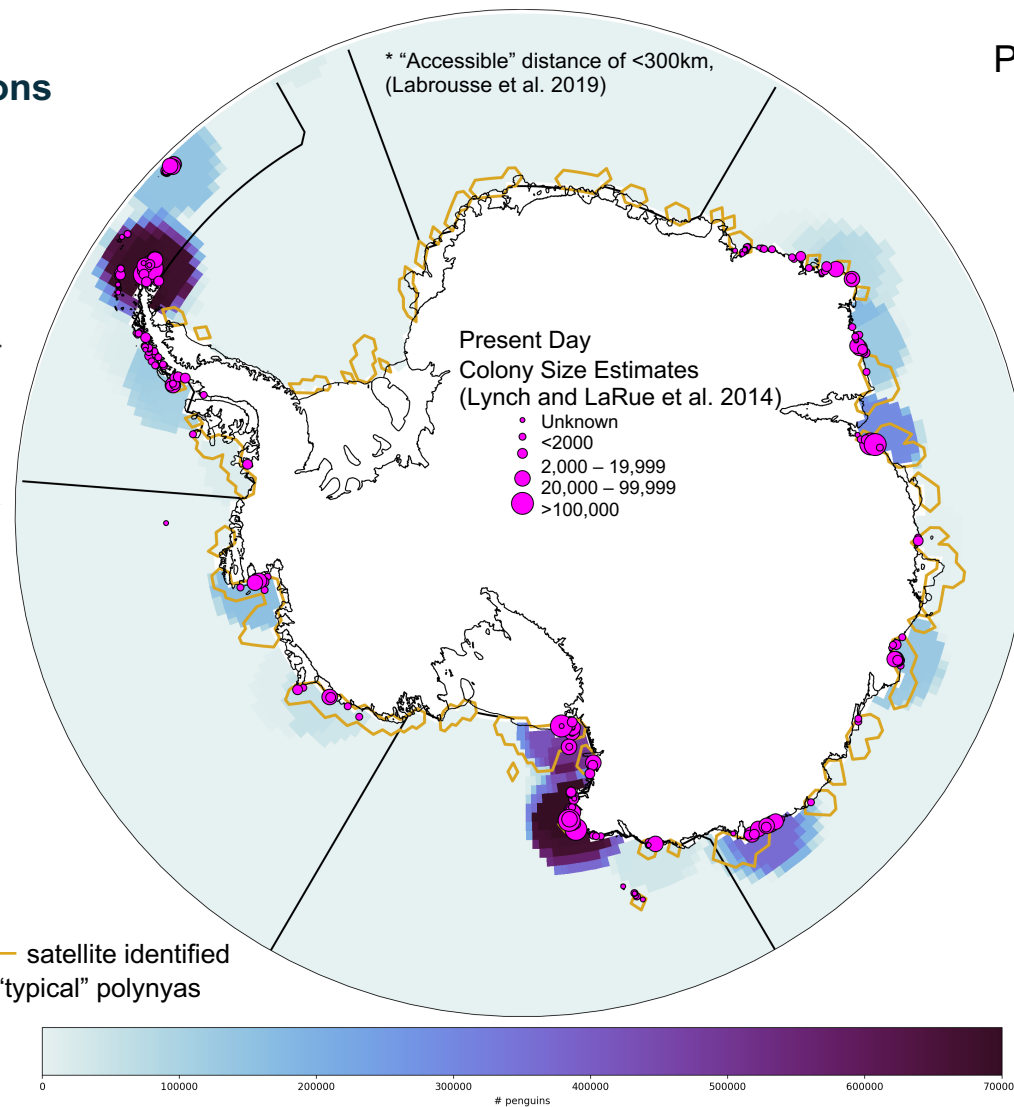 ons
P
* “Accessible” distance of <300km,
(Labrousse et al. 2019)
Present Day
Colony Size Estimates
(Lynch and LaRue et al. 2014)
Unknown
<2000
2,000 – 19,999
20,000 – 99,999
>100,000
satellite identified
“typical” polynyas
0 100000 200000 300000 400000 500000 600000 70000
# penguins